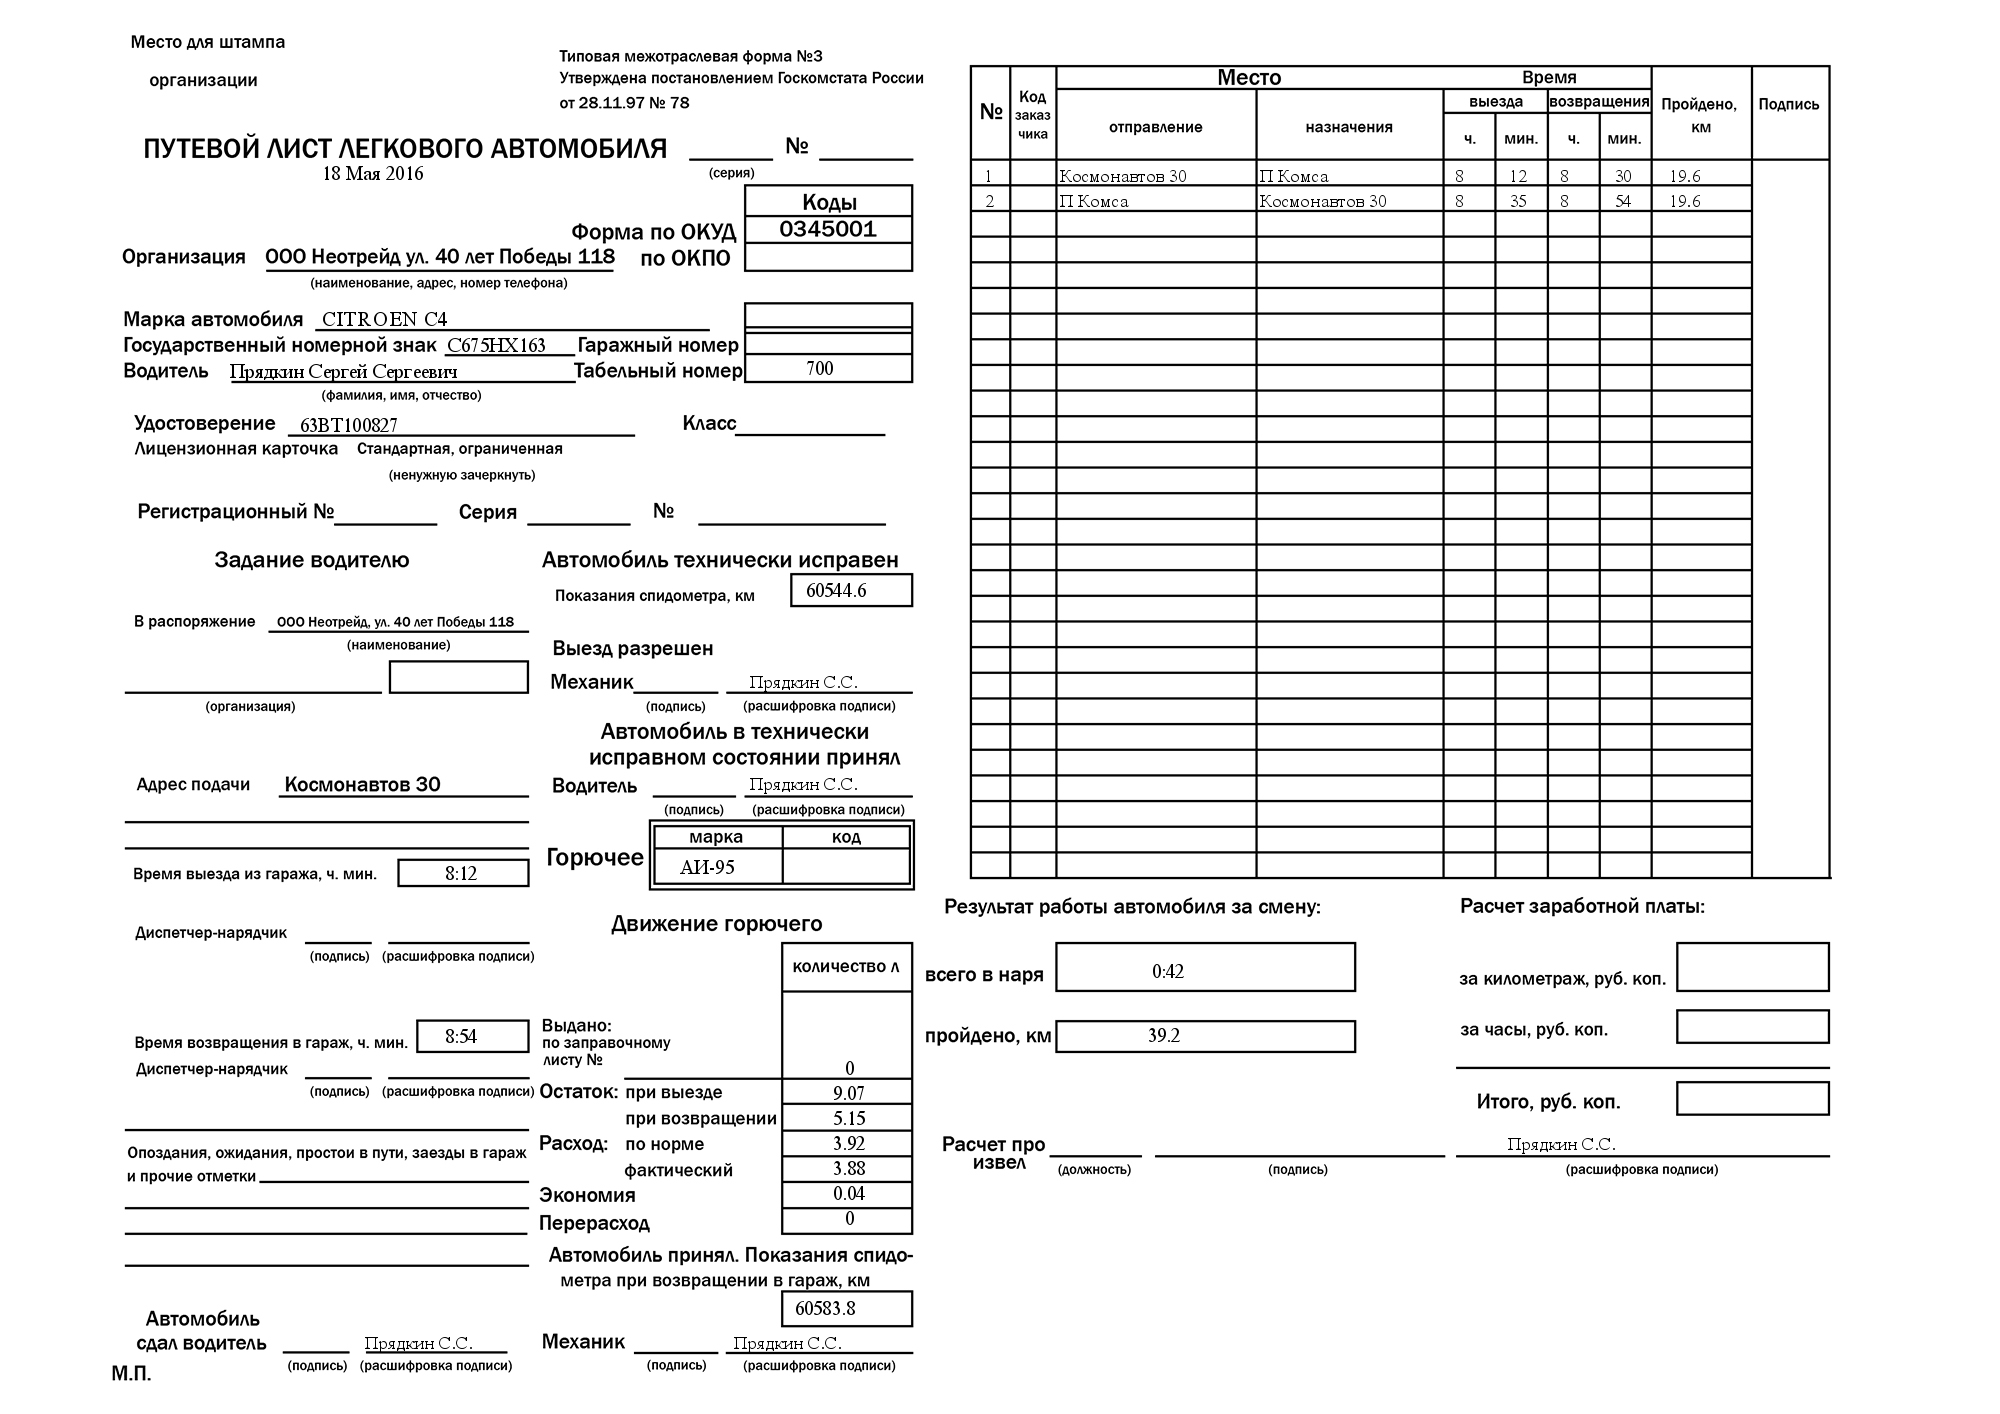 Место для штампа
организации
Типовая межотраслевая форма №3
Утверждена постановлением Госкомстата России
от 28.11.97 № 78
ПУТЕВОЙ ЛИСТ ЛЕГКОВОГО АВТОМОБИЛЯ №
18 Мая 2016 (серия)
Коды
Форма по ОКУД 0345001
Организация ООО Неотрейд ул. 40 лет Победы 118 по ОКПО
(наименование, адрес, номер телефона)
Марка автомобиля CITROEN C4
Государственный номерной знак С675НХ163 Гаражный номер
Водитель Прядкин Сергей Сергеевич Табельный номер 700
(фамилия, имя, отчество)
Удостоверение 63ВТ100827 Класс
Лицензионная карточка Стандартная, ограниченная
(ненужную зачеркнуть)
Регистрационный № Серия №
Задание водителю
В распоряжение ООО Неотрейд, ул. 40 лет Победы 118
(наименование)
(организация)
Адрес подачи Космонавтов 30
Время выезда из гаража, ч. мин. 8:12
Диспетчер-нарядчик
(подпись) (расшифровка подписи)
Время возвращения в гараж, ч. мин. 8:54
Диспетчер-нарядчик
(подпись) (расшифровка подписи)
Опоздания, ожидания, простои в пути, заезды в гараж
и прочие отметки
Автомобиль
сдал водитель Прядкин С.С.
(подпись) (расшифровка подписи)
М.П.
Автомобиль технически исправен
Показания спидометра, км 60544.6
Выезд разрешен
Механик Прядкин С.С.
(подпись) (расшифровка подписи)
Автомобиль в технически
исправном состоянии принял
Водитель Прядкин С.С.
(подпись) (расшифровка подписи)
марка код
Горючее АИ-95
Движение горючего
количество л
Выдано:
по заправочному
листу № 0
Остаток: при выезде 9.07
при возвращении 5.15
Расход: по норме 3.92
фактический 3.88
Экономия 0.04
Перерасход 0
Автомобиль принял. Показания спидо-
метра при возвращении в гараж, км
60583.8
Механик Прядкин С.С.
(подпись) (расшифровка подписи)
Место Время
№ Код заказ чика отправление назначения выезда возвращения Пройдено, км Подпись
ч. мин. ч. мин.
1 Космонавтов 30 П Комса 8 12 8 30 19.6
2 П Комса Космонавтов 30 8 35 8 54 19.6
Результат работы автомобиля за смену:
всего в наря 0:42
пройдено, км 39.2
Расчет заработной платы:
за километраж, руб. коп.
за часы, руб. коп.
Итого, руб. коп.
Расчет про
извел Прядкин С.С.
(должность) (подпись) (расшифровка подписи)